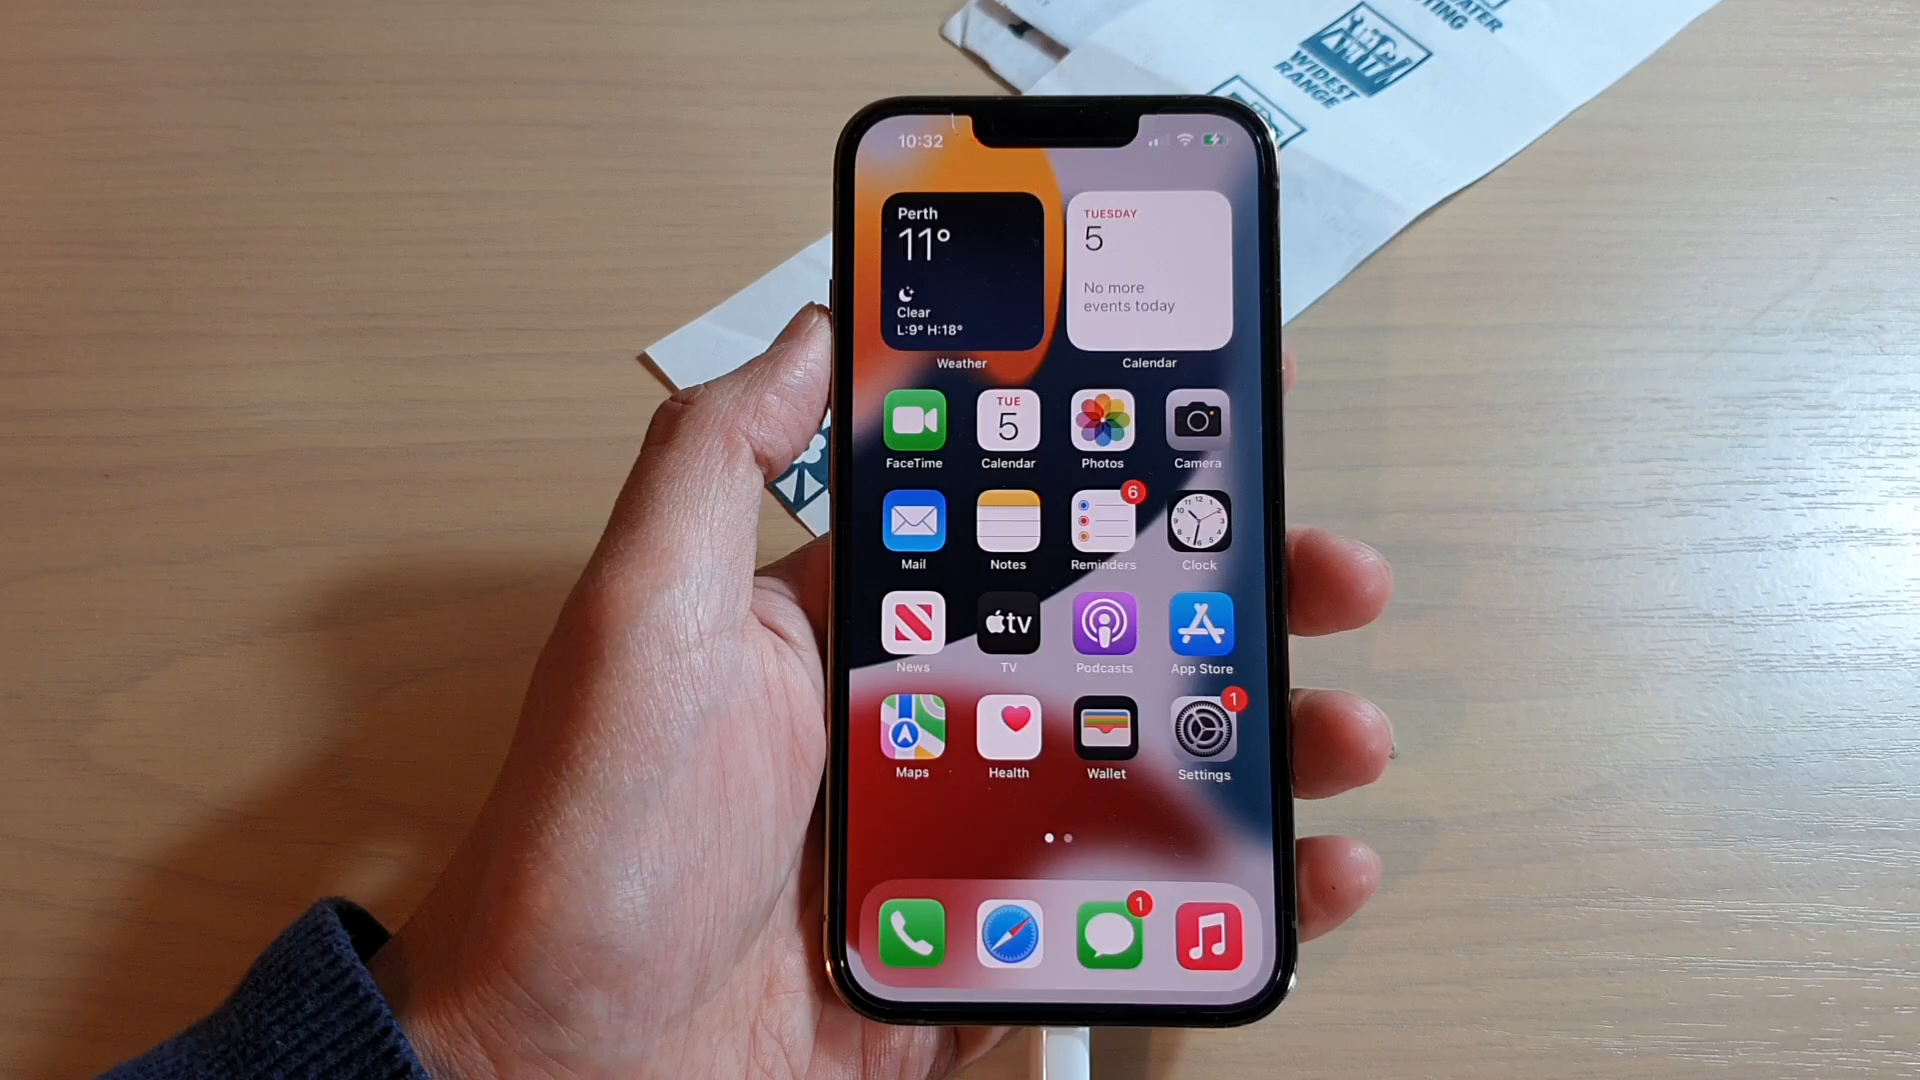 WATER
WIDEST
RANGE
10:32
Perth
11°
Clear
L:9° H:18°
Weather
TUESDAY
5
No more
events today
Calendar
FaceTime
TUE
5
Calendar
Photos
Camera
Mail
Notes
6
Reminders
Clock
News
tv
TV
Podcasts
App Store
Maps
Health
Wallet
1
Settings
1